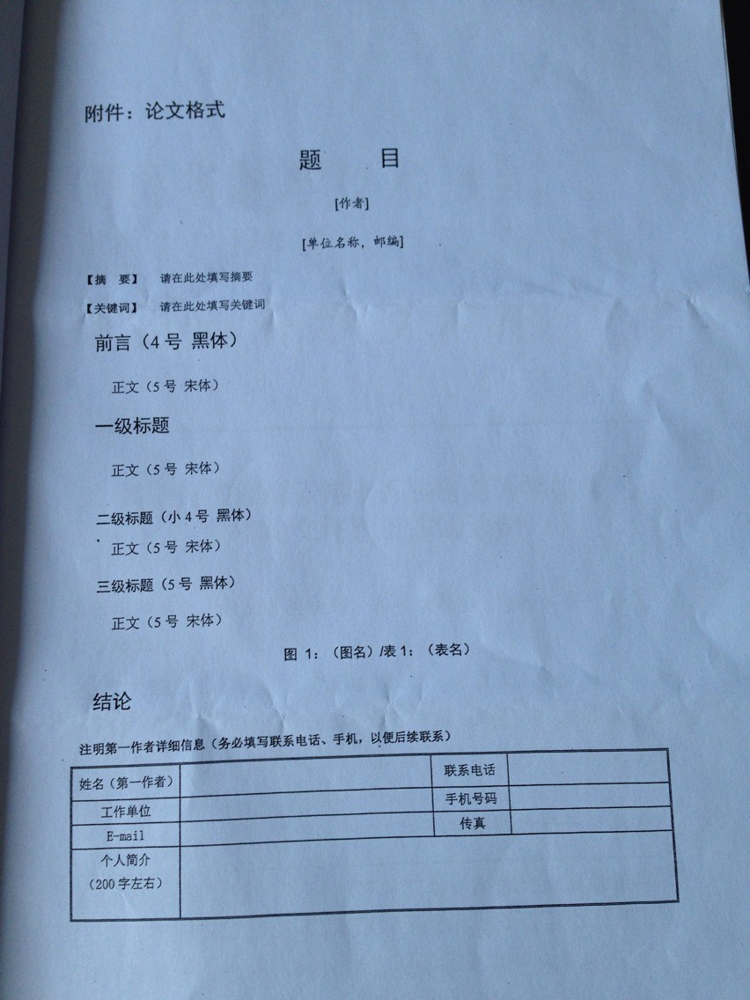 附件：论文格式
题 目
[作者]
[单位名称，邮编]
【摘 要】 请在此处填写摘要
【关键词】 请在此处填写关键词
前言（4 号 黑体）
正文（5 号 宋体）
一级标题
正文（5 号 宋体）
二级标题（小 4 号 黑体）
正文（5 号 宋体）
三级标题（5 号 黑体）
正文（5 号 宋体）
图 1：（图名）/表 1：（表名）
结论
注明第一作者详细信息（务必填写联系电话、手机，以便后续联系）
姓名（第一作者） 联系电话
工作单位 手机号码
E-mail 传真
个人简介
（200 字左右）